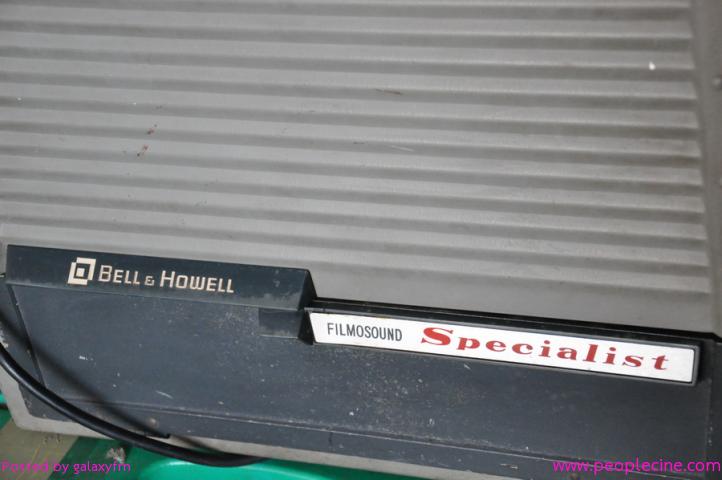 BELL & HOWELL
FILMOSOUND Specialist
Posted by galaxyfm www.peoplecine.com